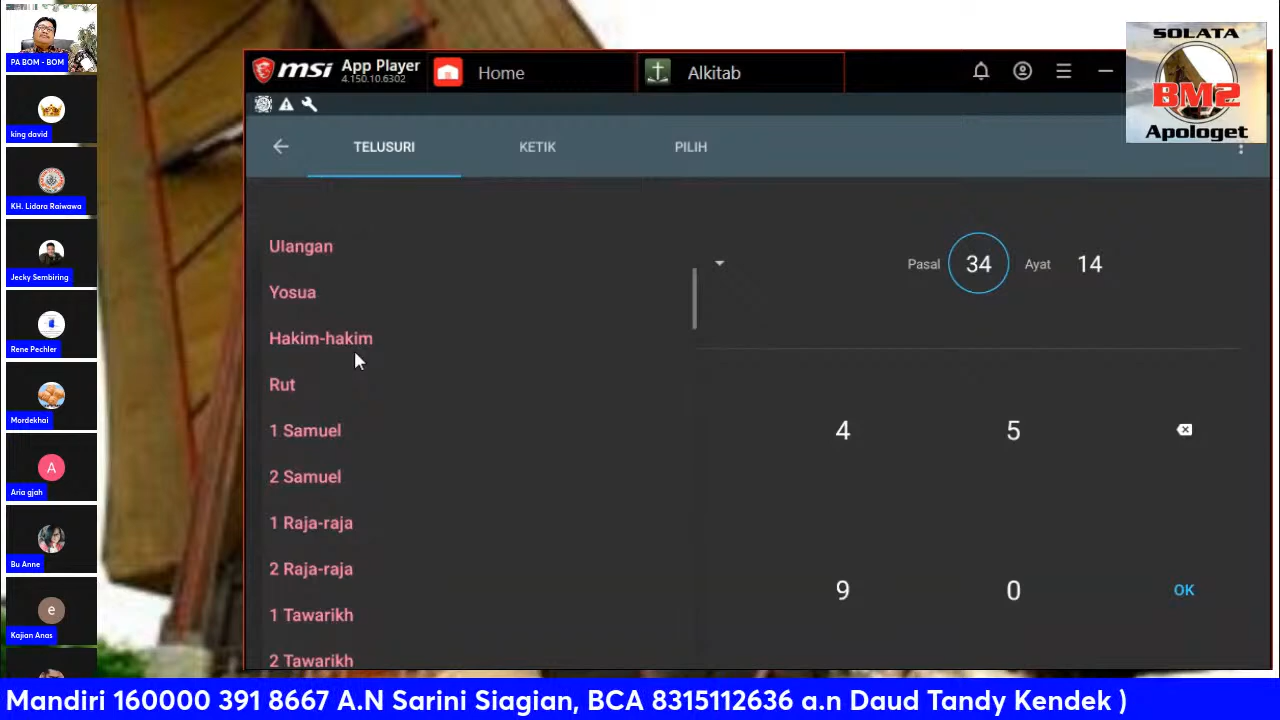 PA BOM - BOM
king david
KH. Lidara Raiwawa
Jecky Sembiring
Rene Pechler
Mordekhai
A
Aria gjah
Bu Anne
e
Kajian Anas
msi App Player
4.150.10.6302
Home
Alkitab
SOLATA
BM2
Apologet
TELUSURI
KETIK
PILIH
Ulangan
Yosua
Hakim-hakim
Rut
1 Samuel
2 Samuel
1 Raja-raja
2 Raja-raja
1 Tawarikh
2 Tawarikh
Pasal 34 Ayat 14
4 5
9 0 OK
Mandiri 160000 391 8667 A.N Sarini Siagian, BCA 8315112636 a.n Daud Tandy Kendek )